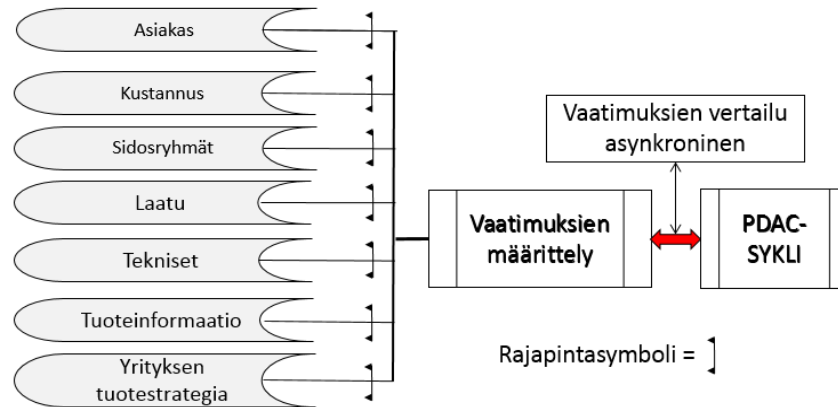 Asiakas
Kustannus
Sidosryhmät
Laatu
Tekniset
Tuoteinformaatio
Yrityksen
tuotestrategia
Vaatimuksien
määrittely
Vaatimuksien vertailu
asynkroninen
PDAC-
SYKLI
Rajapintasymboli =